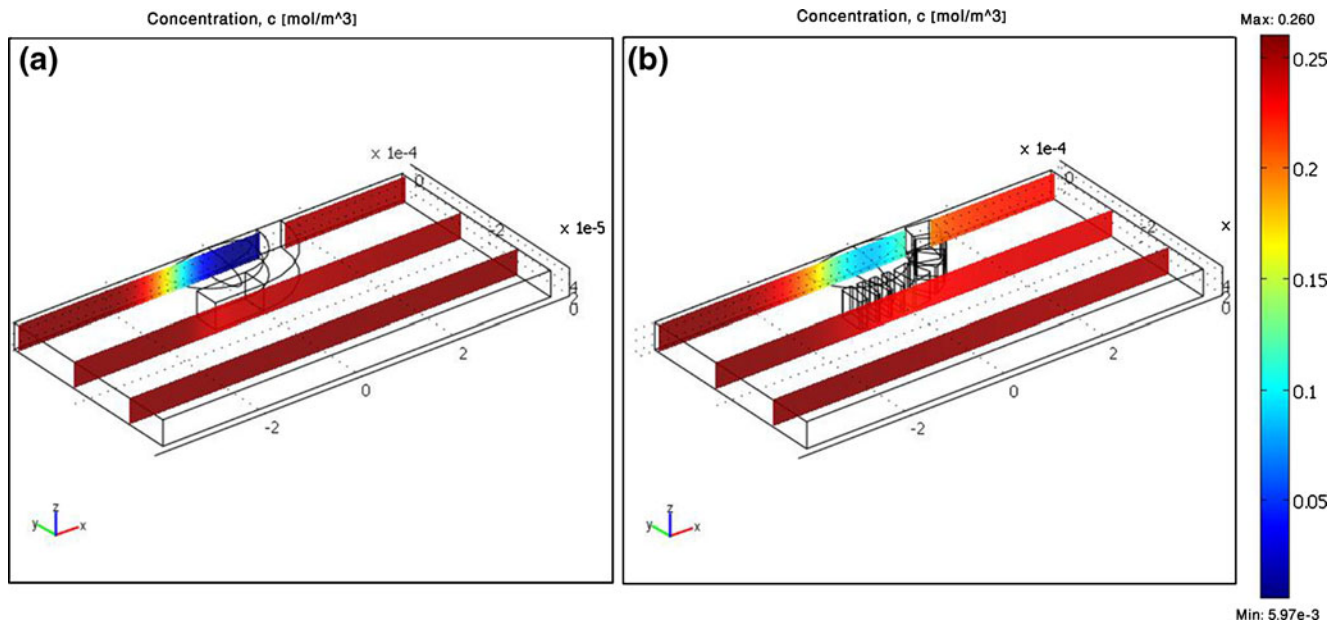 Concentration, c [mol/m^3]
Concentration, c [mol/m^3]
Max: 0.260
(a)
(b)
0.25
x 1e-4
x 1e-4
0
0
0.2
-2
-2
x 1e-5
x
4
2
0
4
2
0
0.15
2
2
0
0
0.1
-2
-2
0.05
z
y
x
z
y
x
Min: 5.97e-3